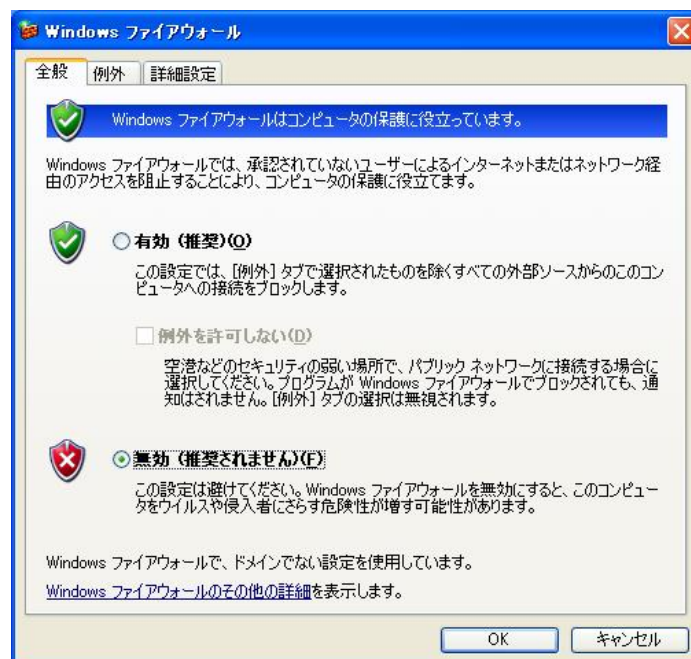 Windows ファイアウォール
全般 例外 詳細設定
Windows ファイアウォールはコンピュータの保護に役立っています。
Windows ファイアウォールでは、承認されていないユーザーによるインターネットまたはネットワーク経
由のアクセスを阻止することにより、コンピュータの保護に役立てます。
有効 (推奨)(O)
この設定では、[例外] タブで選択されたものを除くすべての外部ソースからのこのコン
ピュータへの接続をブロックします。
例外を許可しない(D)
空港などのセキュリティの弱い場所で、パブリック ネットワークに接続する場合に
選択してください。プログラムが Windows ファイアウォールでブロックされても、通
知はされません。[例外] タブの選択は無視されます。
無効 (推奨されません)(F)
この設定は避けてください。Windows ファイアウォールを無効にすると、このコンピュー
タをウイルスや侵入者にさらす危険性が増す可能性があります。
Windows ファイアウォールで、ドメインでない設定を使用しています。
Windows ファイアウォールのその他の詳細を表示します。
OK キャンセル